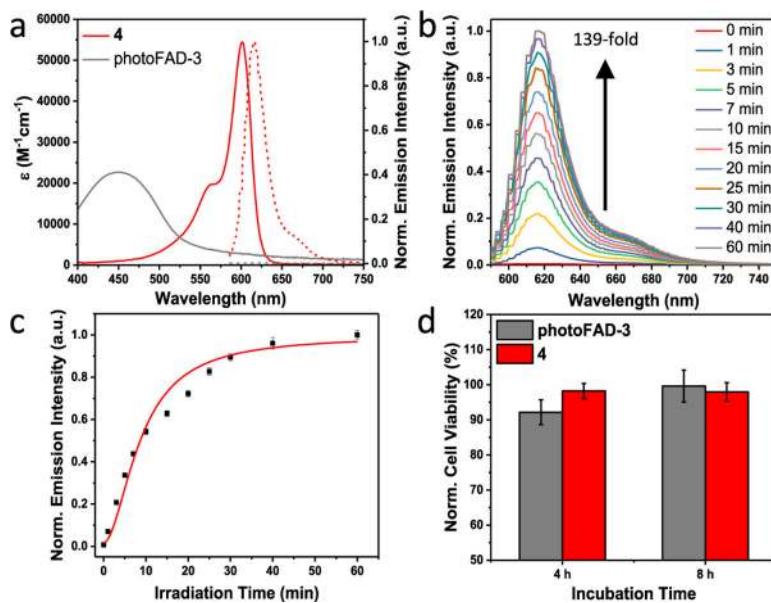 a
4
photoFAD-3
60000
50000
40000
30000
20000
10000
0
ε (M⁻¹cm⁻¹)
1.0
0.8
0.6
0.4
0.2
0.0
Norm. Emission Intensity (a.u.)
400 450 500 550 600 650 700 750
Wavelength (nm)
b
139-fold
0 min
1 min
3 min
5 min
7 min
10 min
15 min
20 min
25 min
30 min
40 min
60 min
1.0
0.8
0.6
0.4
0.2
0.0
Norm. Emission Intensity (a.u.)
600 620 640 660 680 700 720 740
Wavelength (nm)
c
1.0
0.8
0.6
0.4
0.2
0.0
Norm. Emission Intensity (a.u.)
0 10 20 30 40 50 60
Irradiation Time (min)
d
photoFAD-3
4
120
110
100
90
80
70
60
50
Norm. Cell Viability (%)
4 h 8 h
Incubation Time